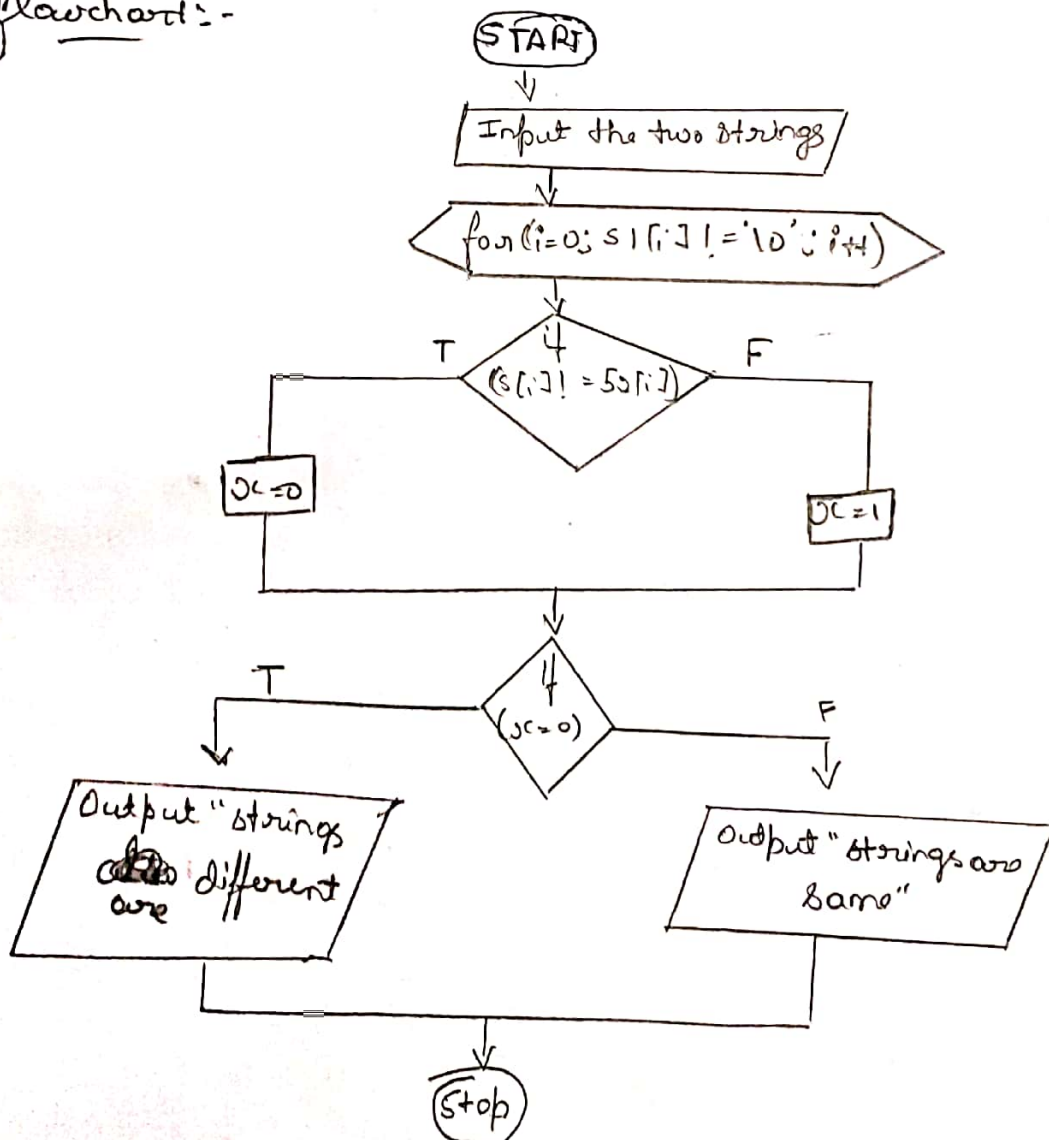 flowchart:-
START
Input the two strings
for(i=0; s1[i]!='\0'; i++)
T
if
F
(s[i]!=s2[i])
x=0
x=1
T
if
(x=0)
F
Output "strings
are different
Output "strings are
same"
Stop